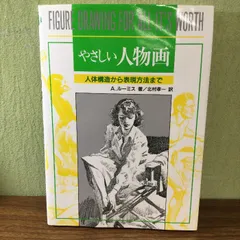 FIGURE DRAWING FOR ALL IT'S WORTH
やさしい人物画
人体構造から表現方法まで
A.ルーミス 著◎北村孝一 訳